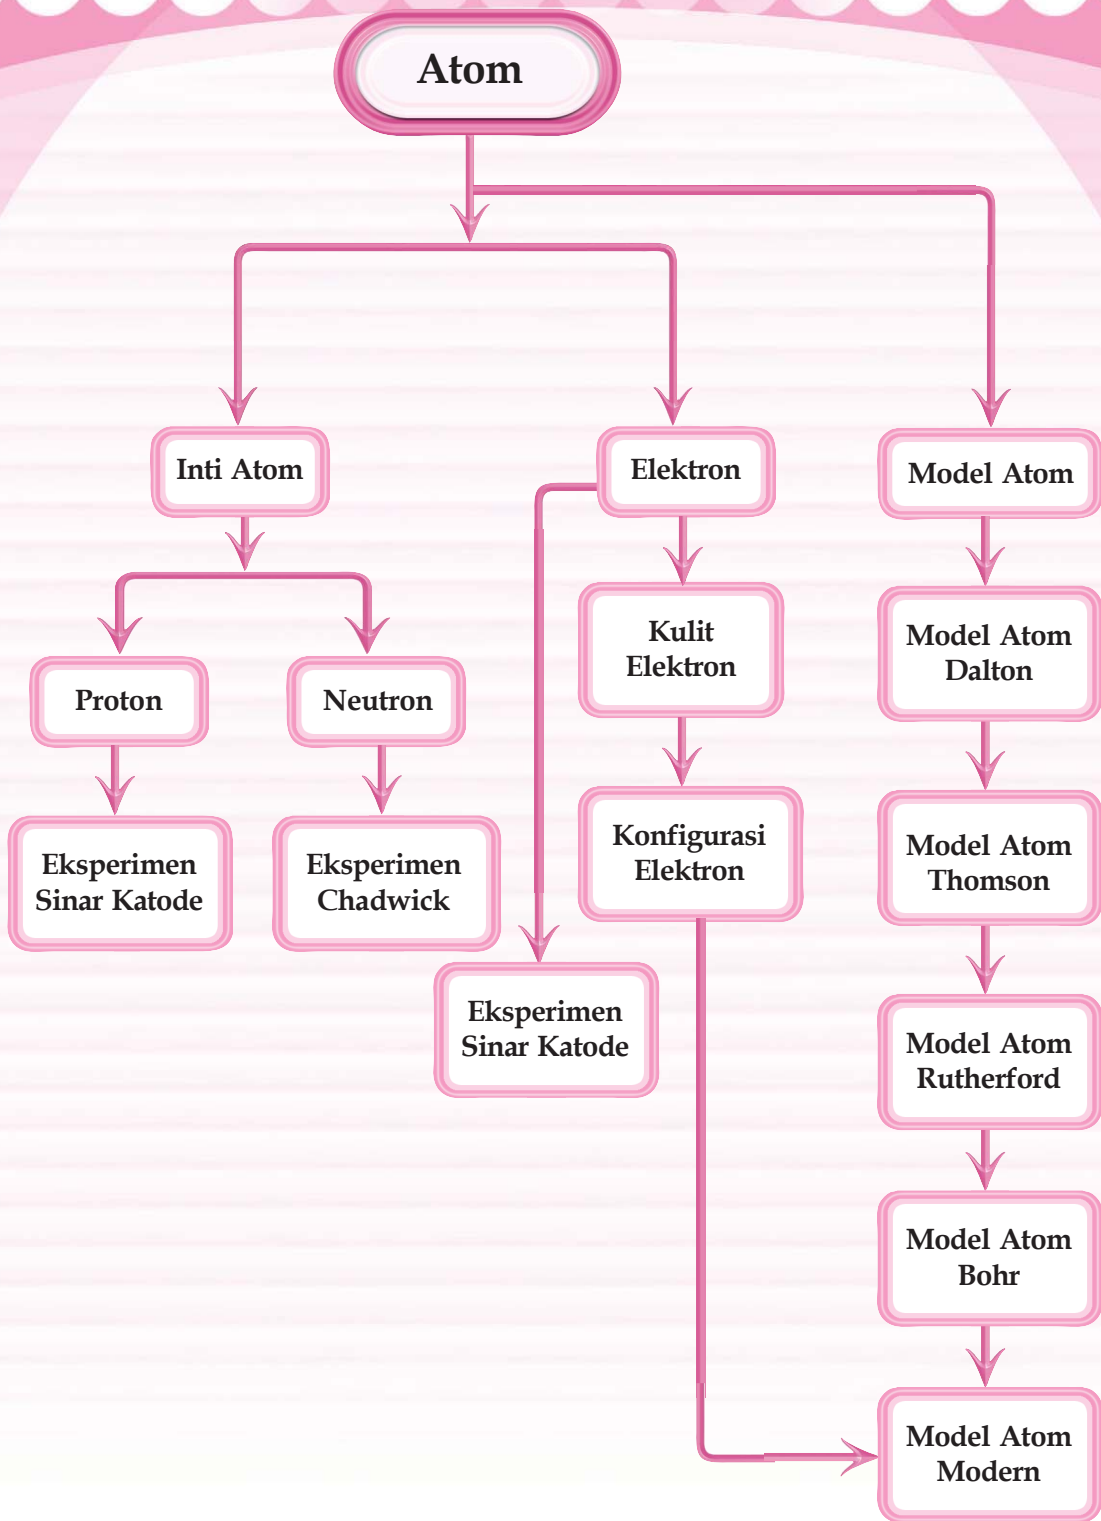 Atom
Inti Atom
Elektron
Model Atom
Kulit
Elektron
Model Atom
Dalton
Proton
Neutron
Konfigurasi
Elektron
Model Atom
Thomson
Eksperimen
Sinar Katode
Eksperimen
Chadwick
Eksperimen
Sinar Katode
Model Atom
Rutherford
Model Atom
Bohr
Model Atom
Modern